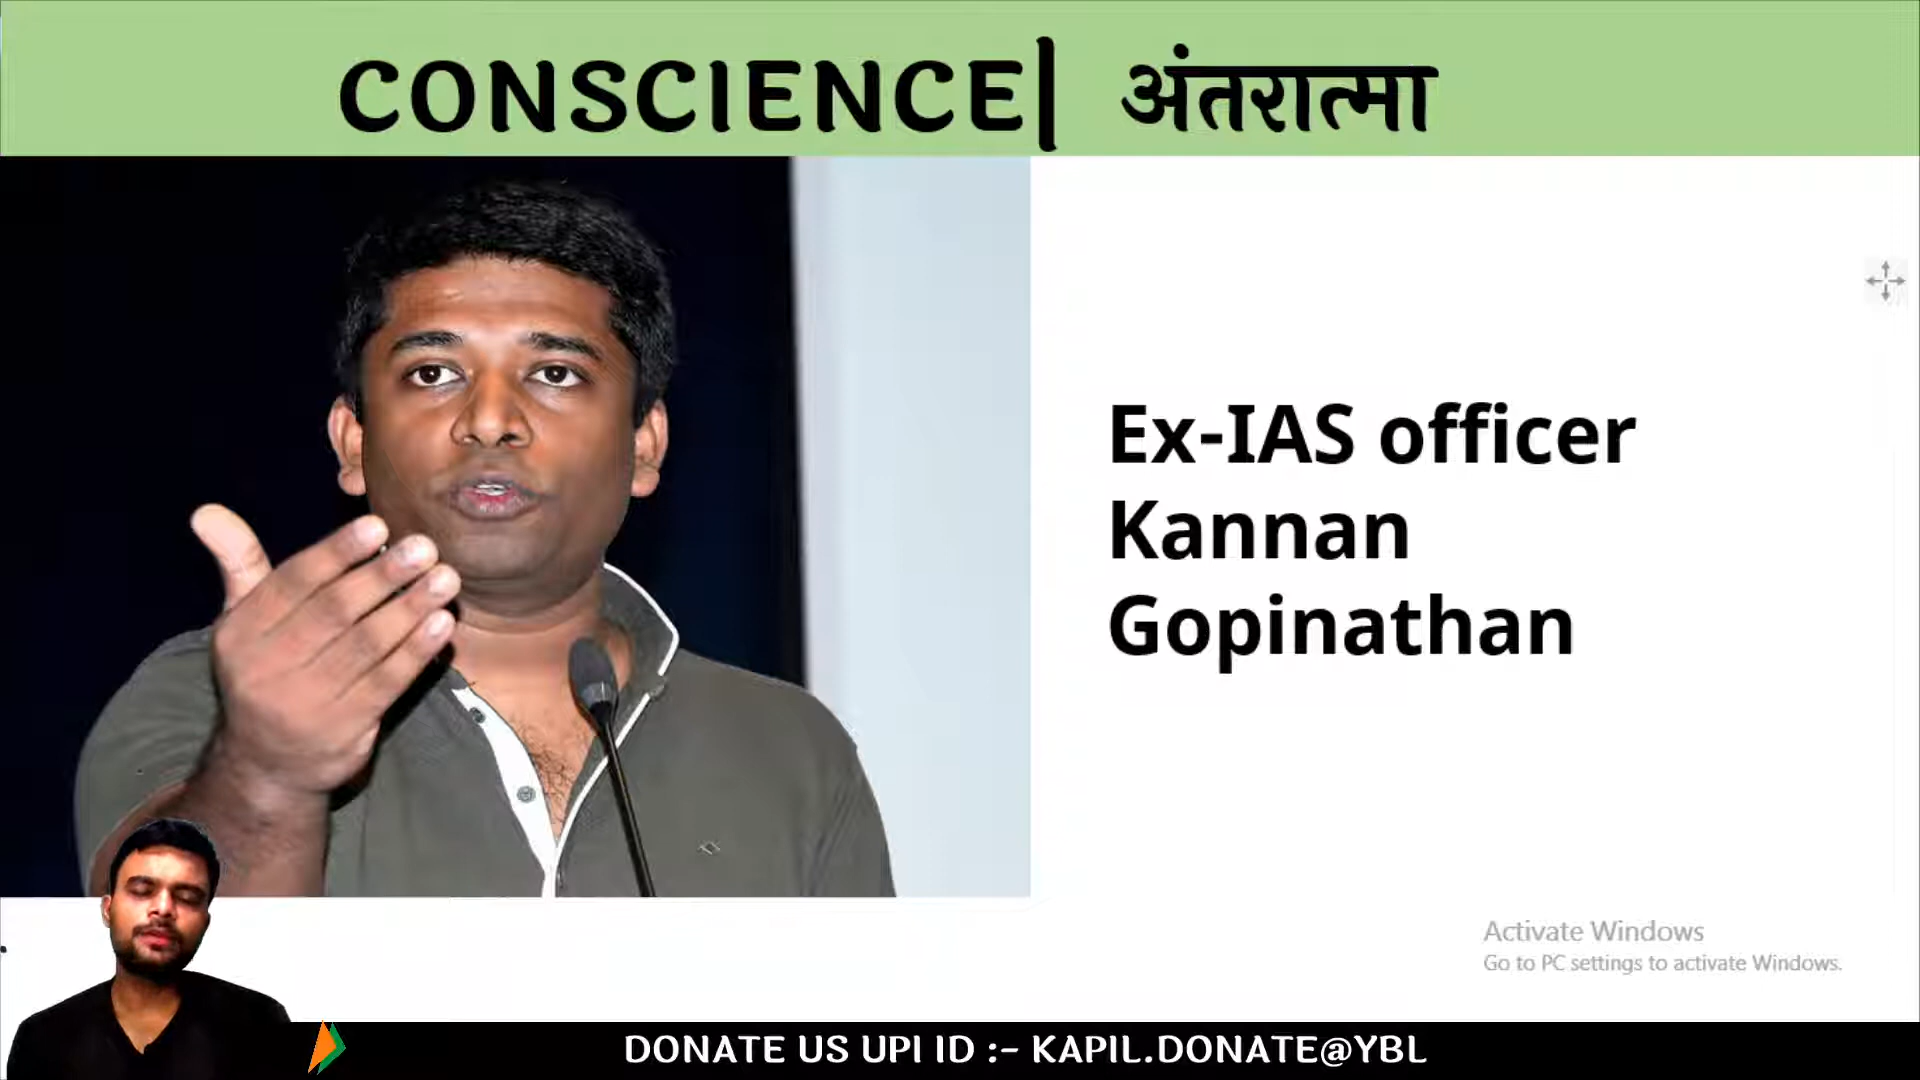 CONSCIENCE| अंतरात्मा
Ex-IAS officer
Kannan
Gopinathan
Activate Windows
Go to PC settings to activate Windows.
DONATE US UPI ID :- KAPIL.DONATE@YBL